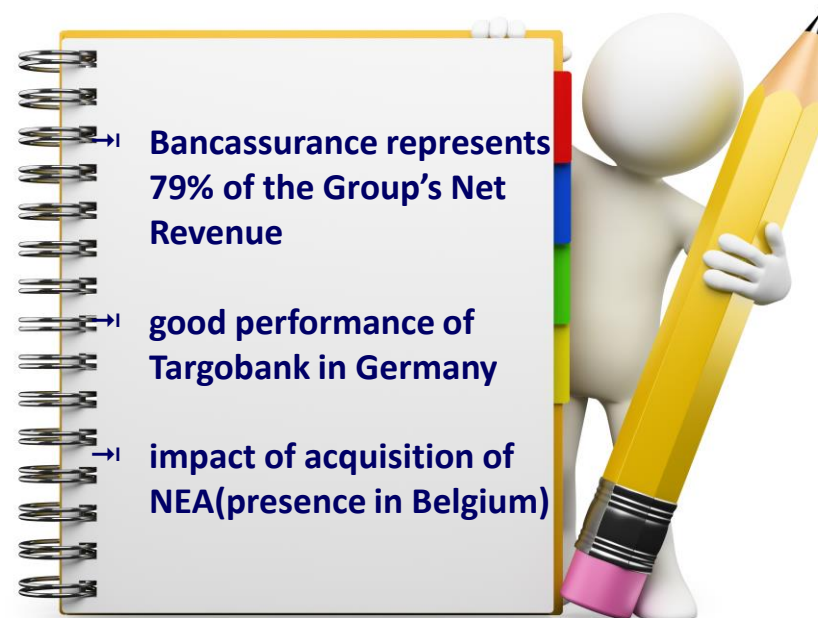 → Bancassurance represents
79% of the Group’s Net
Revenue
→ good performance of
Targobank in Germany
→ impact of acquisition of
NEA(presence in Belgium)